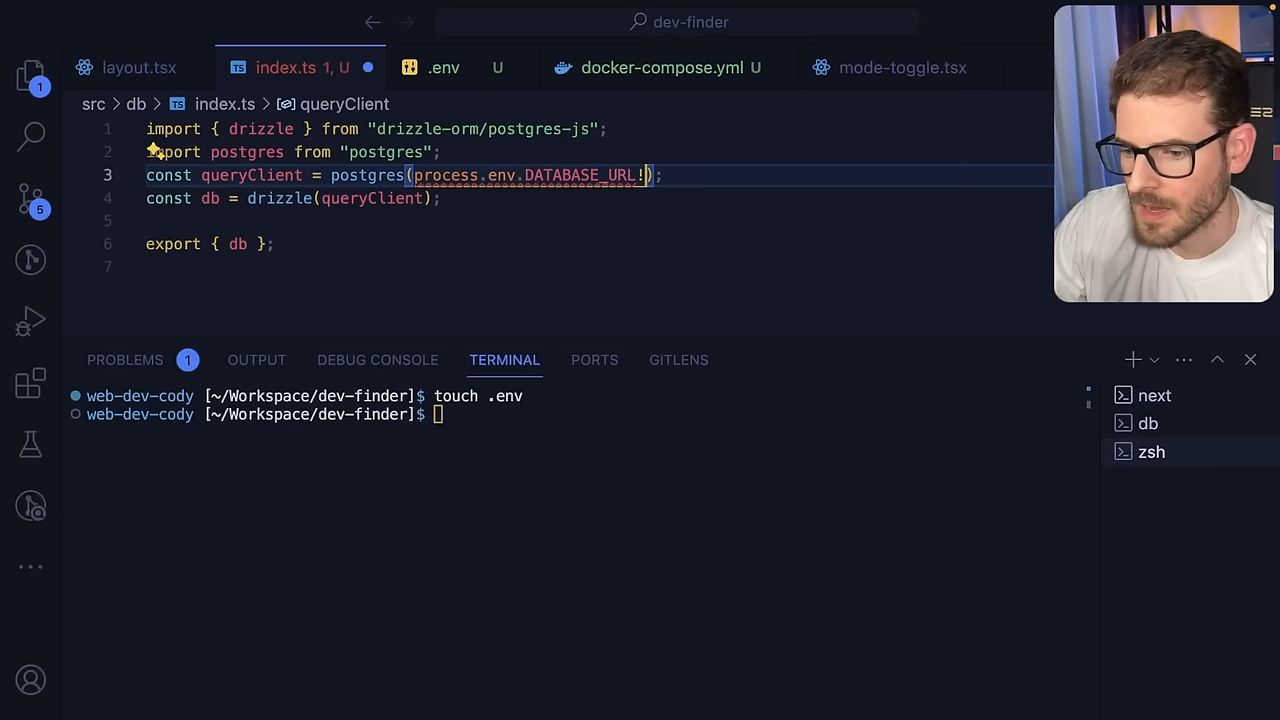 dev-finder
layout.tsx
index.ts 1, U
.env U
docker-compose.yml U
mode-toggle.tsx
1
src > db > TS index.ts > queryClient
1 import { drizzle } from "drizzle-orm/postgres-js";
2 import postgres from "postgres";
3 const queryClient = postgres(process.env.DATABASE_URL!);
4 const db = drizzle(queryClient);
5
6 export { db };
7
5
PROBLEMS 1 OUTPUT DEBUG CONSOLE TERMINAL PORTS GITLENS
web-dev-cody [~/Workspace/dev-finder]$ touch .env
web-dev-cody [~/Workspace/dev-finder]$
next
db
zsh